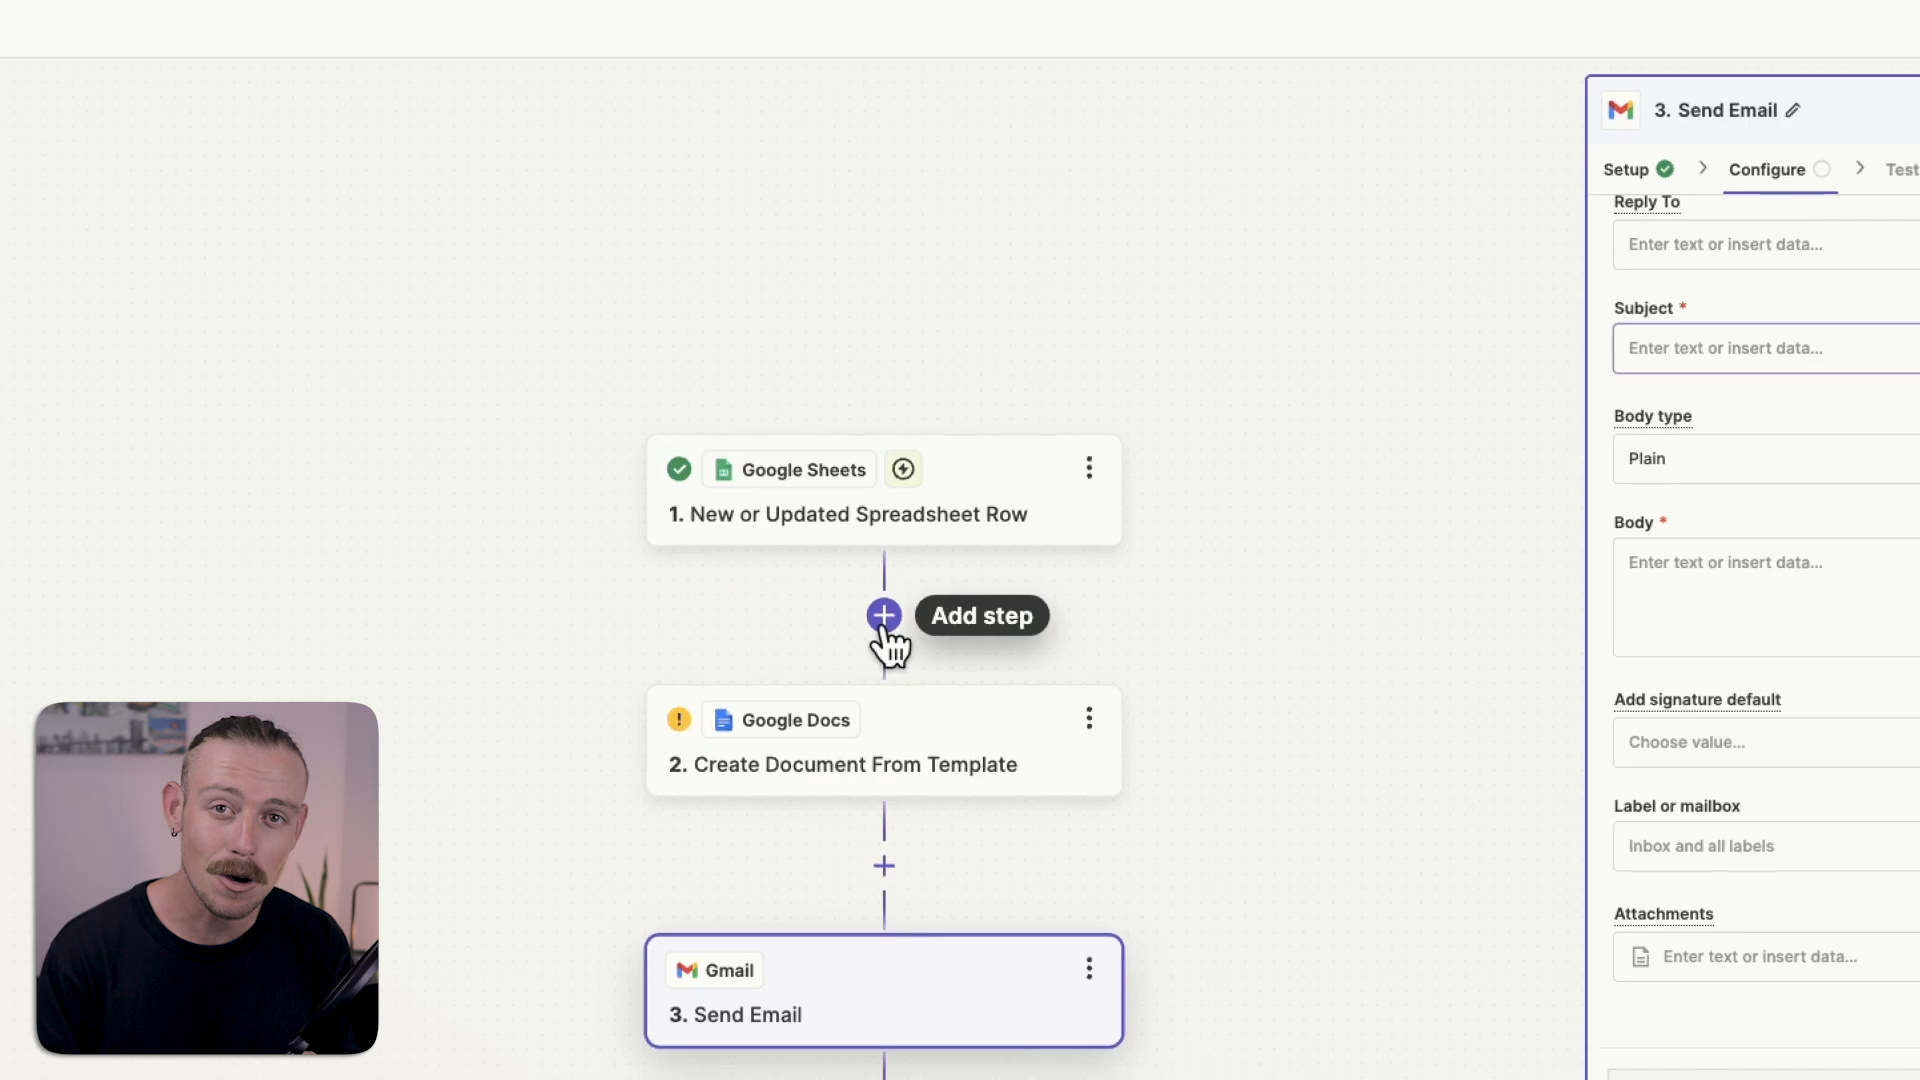 Google Sheets
1. New or Updated Spreadsheet Row
Add step
Google Docs
2. Create Document From Template
Gmail
3. Send Email
3. Send Email
Setup
Configure
Test
Reply To
Enter text or insert data...
Subject *
Enter text or insert data...
Body type
Plain
Body *
Enter text or insert data...
Add signature default
Choose value...
Label or mailbox
Inbox and all labels
Attachments
Enter text or insert data...